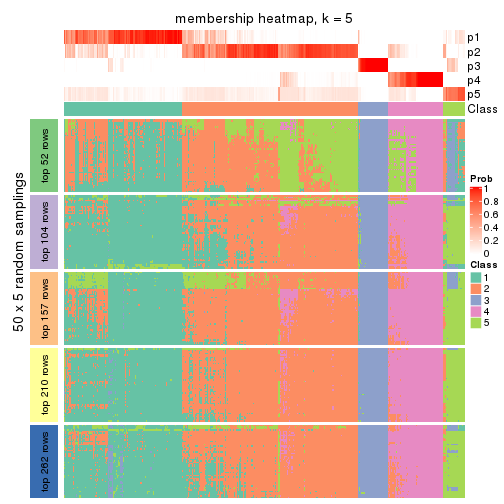 membership heatmap, k = 5
p1
p2
p3
p4
p5
Class
50 x 5 random samplings
top 52 rows
top 104 rows
top 157 rows
top 210 rows
top 262 rows
Prob
1
0.8
0.6
0.4
0.2
0
Class
1
2
3
4
5